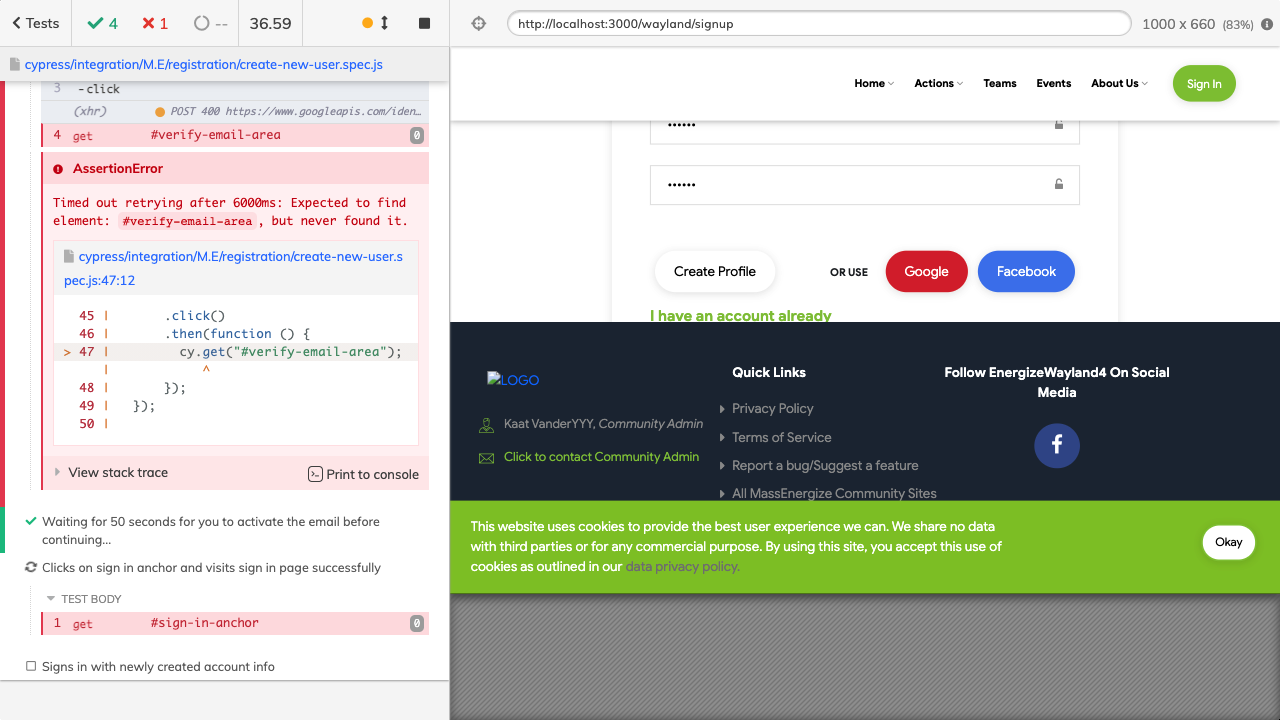 Tests
4
1
--
36.59
http://localhost:3000/wayland/signup
1000 x 660 (83%)
cypress/integration/M.E/registration/create-new-user.spec.js
3 -click
(xhr) POST 400 https://www.googleapis.com/iden…
4 get #verify-email-area 0
AssertionError
Timed out retrying after 6000ms: Expected to find
element: #verify-email-area, but never found it.
cypress/integration/M.E/registration/create-new-user.s
pec.js:47:12
45 | .click()
46 | .then(function () {
> 47 | cy.get("#verify-email-area");
| ^
48 | });
49 | });
50 |
View stack trace
Print to console
Waiting for 50 seconds for you to activate the email before
continuing...
Clicks on sign in anchor and visits sign in page successfully
TEST BODY
1 get #sign-in-anchor 0
Signs in with newly created account info
Home
Actions
Teams
Events
About Us
Sign In
••••••
••••••
Create Profile
OR USE
Google
Facebook
I have an account already
LOGO
Kaat VanderYYY, Community Admin
Click to contact Community Admin
Quick Links
Privacy Policy
Terms of Service
Report a bug/Suggest a feature
All MassEnergize Community Sites
Follow EnergizeWayland4 On Social
Media
This website uses cookies to provide the best user experience we can. We share no data
with third parties or for any commercial purpose. By using this site, you accept this use of
cookies as outlined in our data privacy policy.
Okay